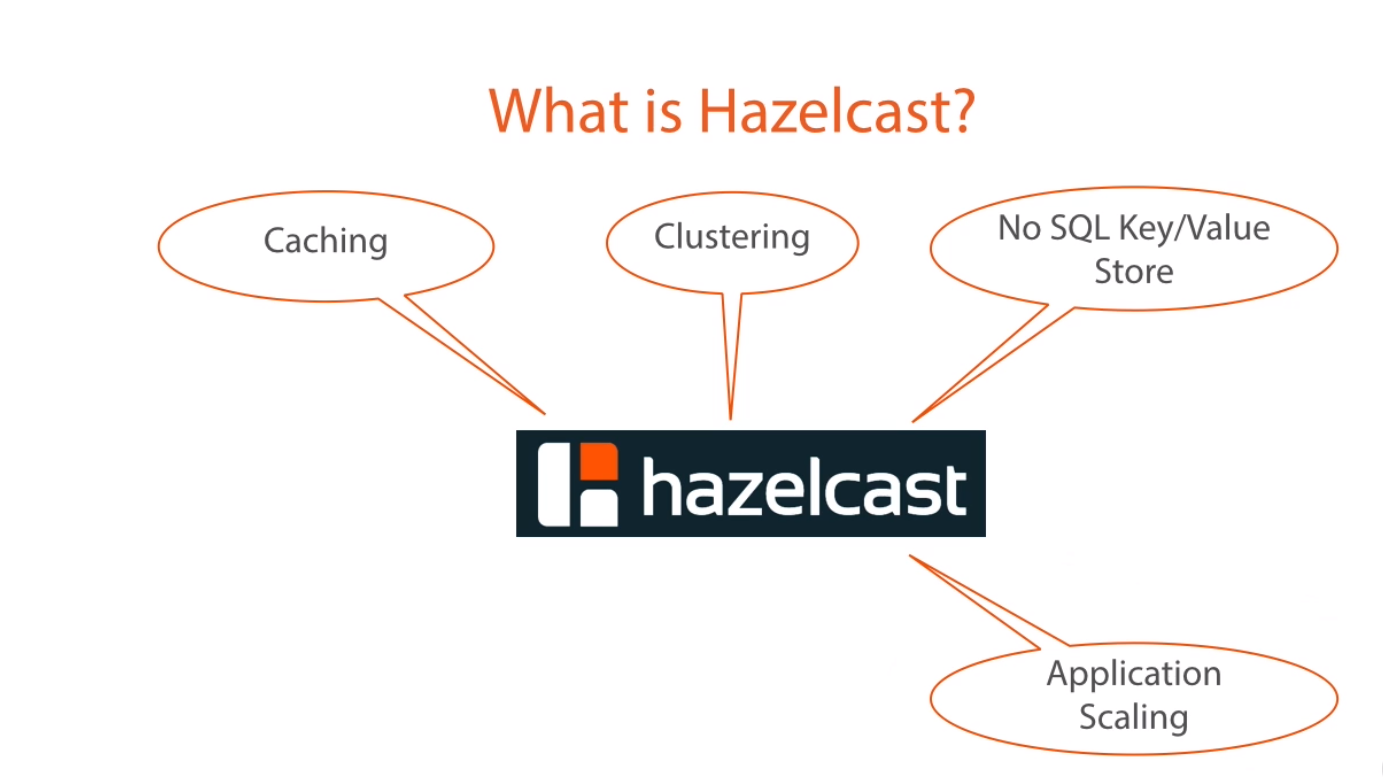 What is Hazelcast?
Caching
Clustering
No SQL Key/Value
Store
hazelcast
Application
Scaling